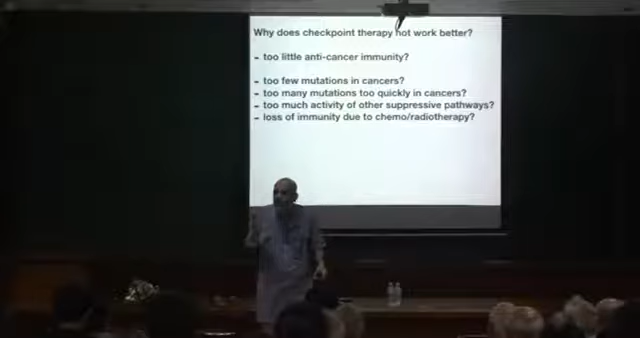 Why does checkpoint therapy not work better?
- too little anti-cancer immunity?
- too few mutations in cancers?
- too many mutations too quickly in cancers?
- too much activity of other suppressive pathways?
- loss of immunity due to chemo/radiotherapy?